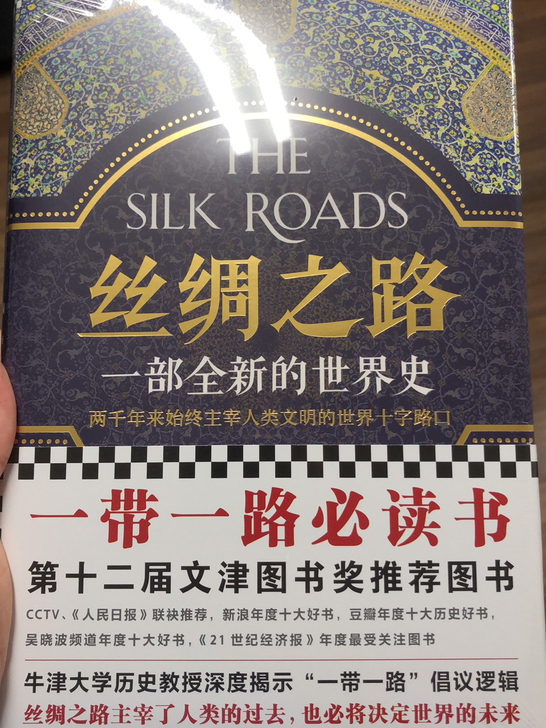 THE
SILK ROADS
丝绸之路
一部全新的世界史
两千年来始终主宰人类文明的世界十字路口
一带一路必读书
第十二届文津图书奖推荐图书
CCTV、《人民日报》联袂推荐，新浪年度十大好书，豆瓣年度十大历史好书，
吴晓波频道年度十大好书，《21世纪经济报》年度最受关注图书
牛津大学历史教授深度揭示“一带一路”倡议逻辑
丝绸之路主宰了人类的过去，也必将决定世界的未来